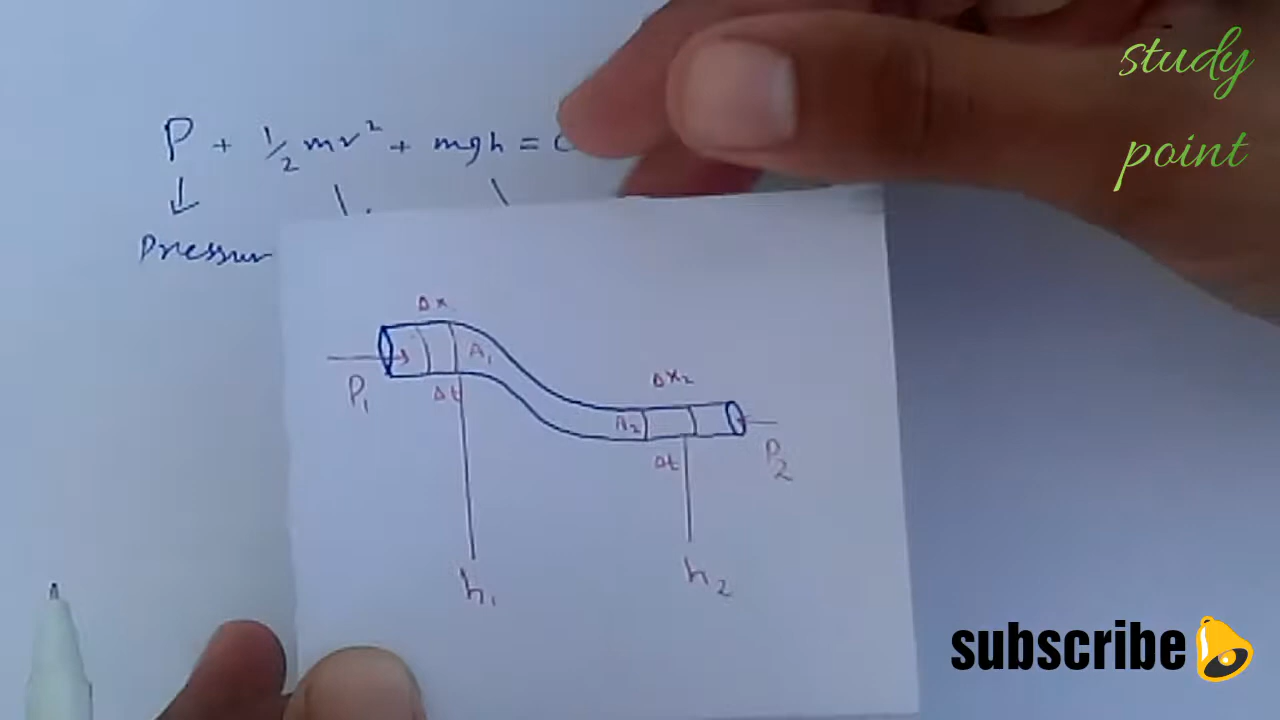 study
point
P + 1/2 mv² + mgh =
Pressur
Δx
A₁
P₁
Δt
Δx₂
A₂
Δt
P₂
h₁
h₂
subscribe